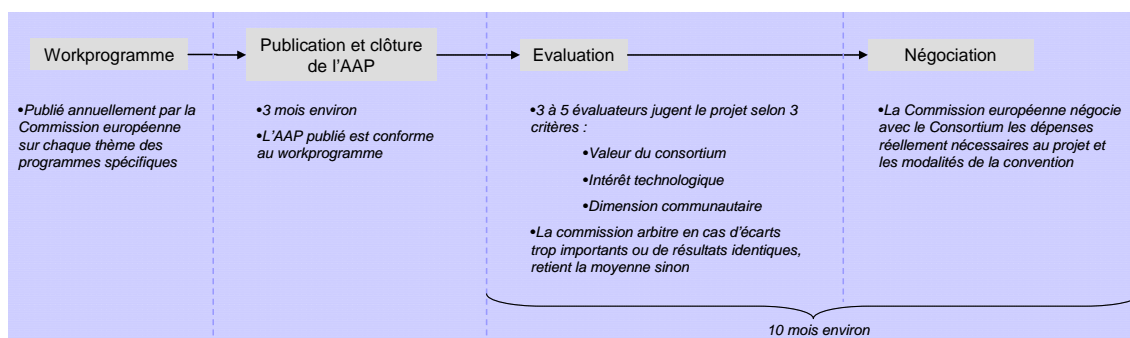 Workprogramme
Publication et clôture
de l'AAP
Evaluation
Négociation
•Publié annuellement par la
Commission européenne
sur chaque thème des
programmes spécifiques
•3 mois environ
•L'AAP publié est conforme
au workprogramme
•3 à 5 évaluateurs jugent le projet selon 3
critères :
•Valeur du consortium
•Intérêt technologique
•Dimension communautaire
•La commission arbitre en cas d'écarts
trop importants ou de résultats identiques,
retient la moyenne sinon
•La Commission européenne négocie
avec le Consortium les dépenses
réellement nécessaires au projet et
les modalités de la convention
10 mois environ